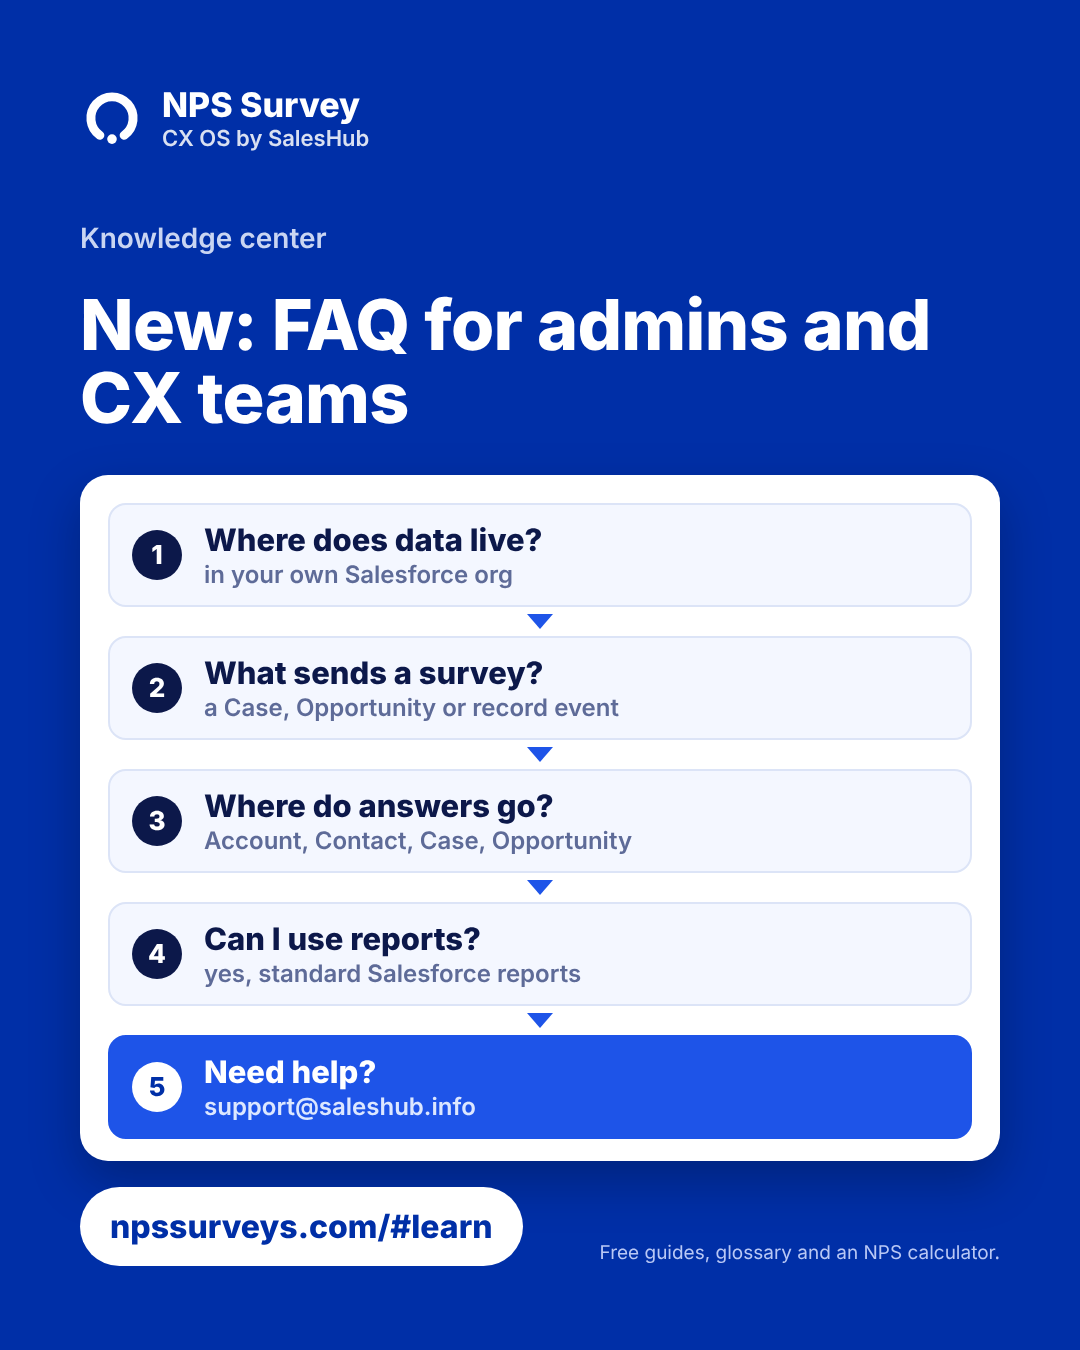 NPS Survey
CX OS by SalesHub
Knowledge center
New: FAQ for admins and
CX teams
1
Where does data live?
in your own Salesforce org
2
What sends a survey?
a Case, Opportunity or record event
3
Where do answers go?
Account, Contact, Case, Opportunity
4
Can I use reports?
yes, standard Salesforce reports
5
Need help?
support@saleshub.info
npssurveys.com/#learn
Free guides, glossary and an NPS calculator.